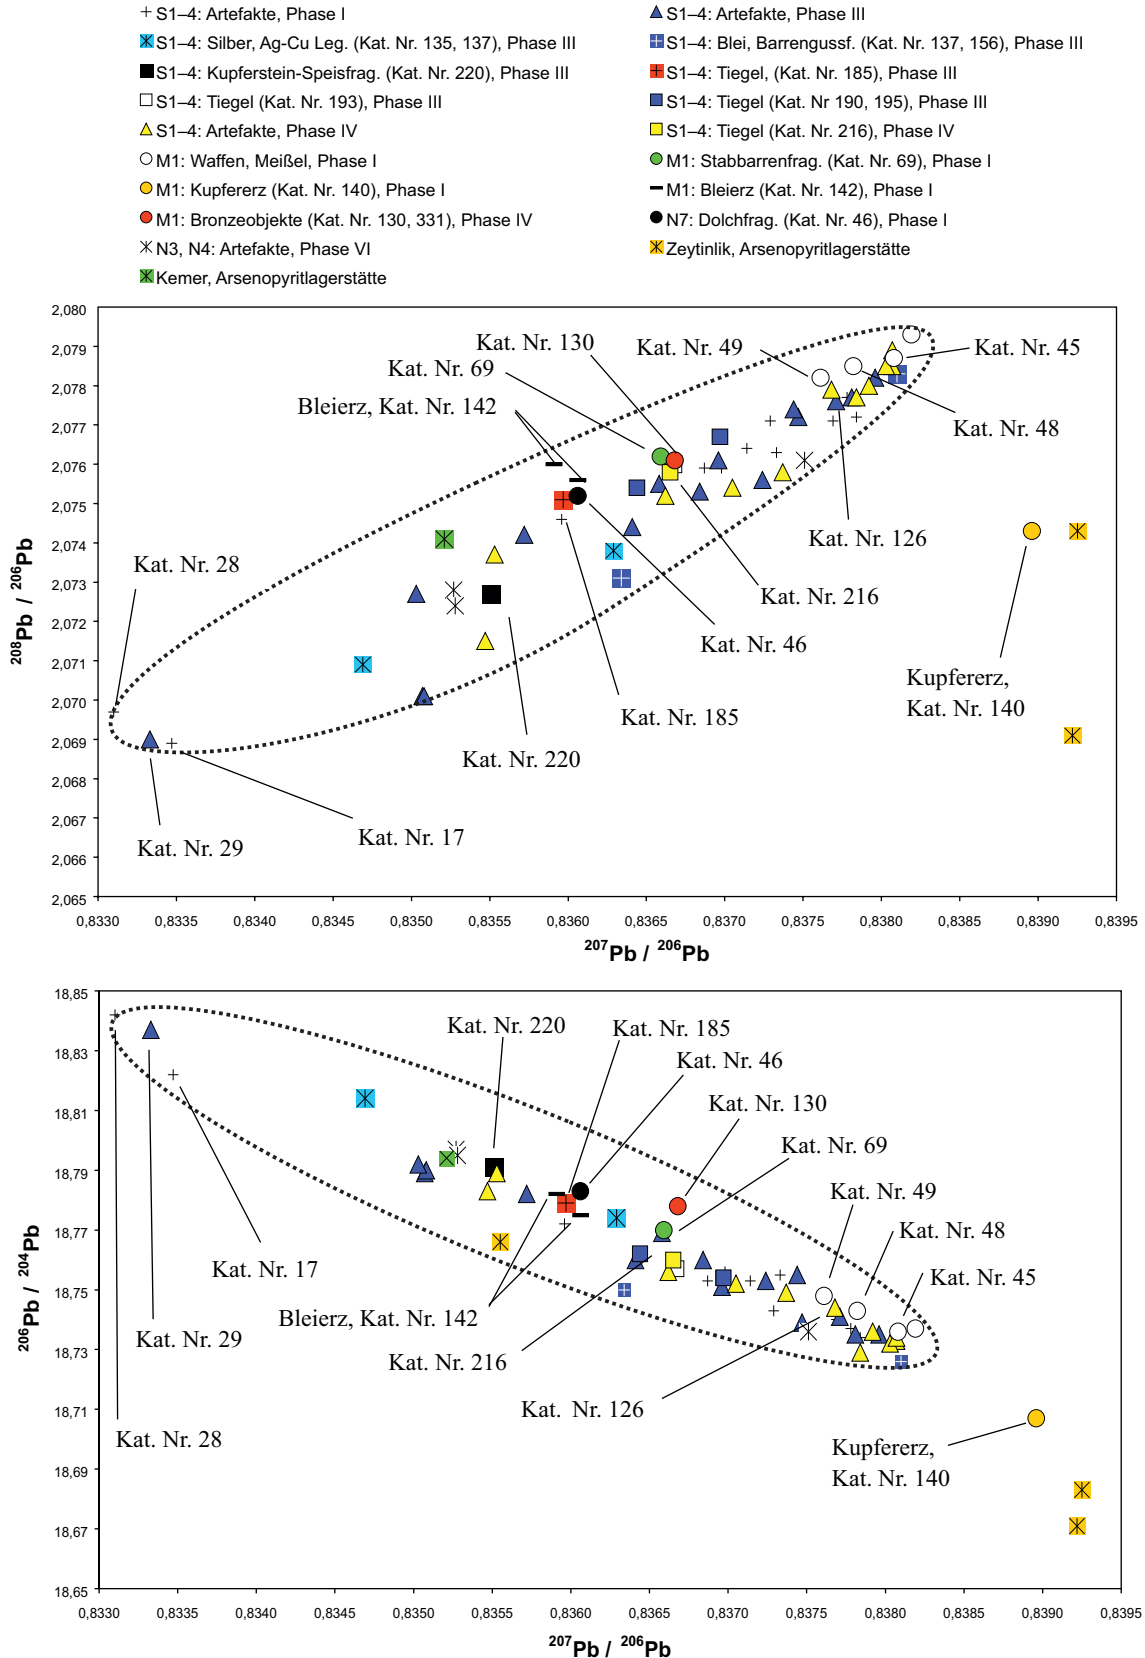 S1–4: Artefakte, Phase I
S1–4: Artefakte, Phase III
S1–4: Silber, Ag-Cu Leg. (Kat. Nr. 135, 137), Phase III
S1–4: Blei, Barrengussf. (Kat. Nr. 137, 156), Phase III
S1–4: Kupferstein-Speisfrag. (Kat. Nr. 220), Phase III
S1–4: Tiegel, (Kat. Nr. 185), Phase III
S1–4: Tiegel (Kat. Nr. 193), Phase III
S1–4: Tiegel (Kat. Nr 190, 195), Phase III
S1–4: Artefakte, Phase IV
S1–4: Tiegel (Kat. Nr. 216), Phase IV
M1: Waffen, Meißel, Phase I
M1: Stabbarrenfrag. (Kat. Nr. 69), Phase I
M1: Kupfererz (Kat. Nr. 140), Phase I
M1: Bleierz (Kat. Nr. 142), Phase I
M1: Bronzeobjekte (Kat. Nr. 130, 331), Phase IV
N7: Dolchfrag. (Kat. Nr. 46), Phase I
N3, N4: Artefakte, Phase VI
Zeytinlik, Arsenopyritlagerstätte
Kemer, Arsenopyritlagerstätte
2,080
2,079
2,078
2,077
2,076
2,075
2,074
2,073
2,072
2,071
2,070
2,069
2,068
2,067
2,066
2,065
208Pb / 206Pb
Kat. Nr. 130
Kat. Nr. 49
Kat. Nr. 45
Kat. Nr. 69
Bleierz, Kat. Nr. 142
Kat. Nr. 48
Kat. Nr. 126
Kat. Nr. 28
Kat. Nr. 216
Kat. Nr. 46
Kupfererz,
Kat. Nr. 140
Kat. Nr. 185
Kat. Nr. 220
Kat. Nr. 17
Kat. Nr. 29
0,8330 0,8335 0,8340 0,8345 0,8350 0,8355 0,8360 0,8365 0,8370 0,8375 0,8380 0,8385 0,8390 0,8395
207Pb / 206Pb
18,85
18,83
18,81
18,79
18,77
18,75
18,73
18,71
18,69
18,67
18,65
206Pb / 204Pb
Kat. Nr. 220
Kat. Nr. 185
Kat. Nr. 46
Kat. Nr. 130
Kat. Nr. 69
Kat. Nr. 49
Kat. Nr. 48
Kat. Nr. 45
Kat. Nr. 17
Bleierz, Kat. Nr. 142
Kat. Nr. 29
Kat. Nr. 216
Kat. Nr. 126
Kat. Nr. 28
Kupfererz,
Kat. Nr. 140
0,8330 0,8335 0,8340 0,8345 0,8350 0,8355 0,8360 0,8365 0,8370 0,8375 0,8380 0,8385 0,8390 0,8395
207Pb / 206Pb